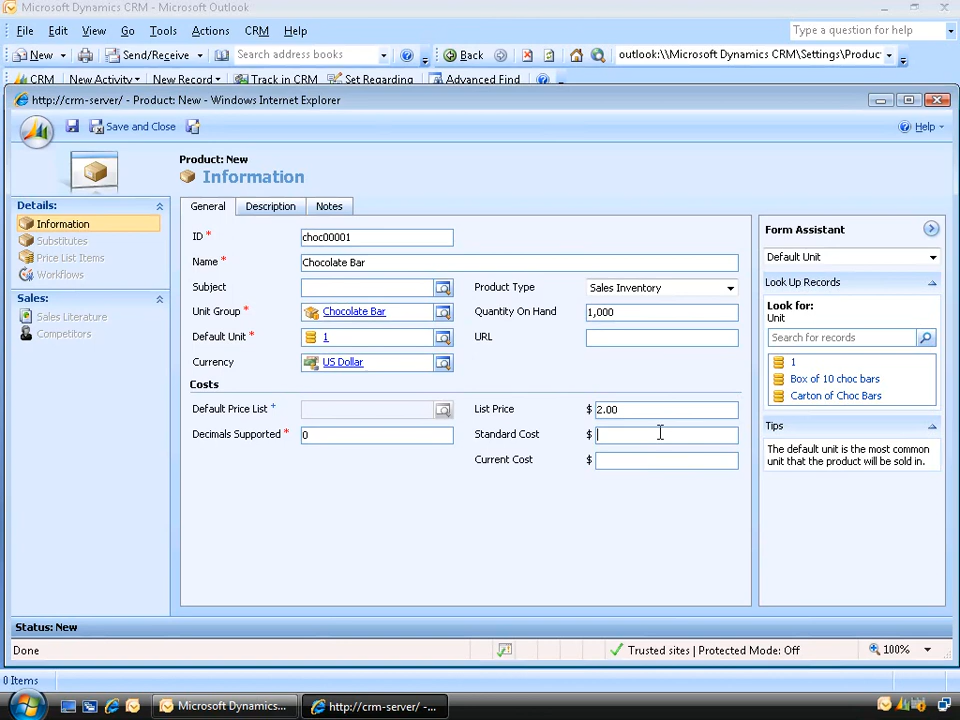 Microsoft Dynamics CRM - Microsoft Outlook
File Edit View Go Tools Actions CRM Help Type a question for help
New Send/Receive Search address books Back outlook:\\Microsoft Dynamics CRM\Settings\Produc
CRM New Activity New Record Track in CRM Set Regarding Advanced Find
http://crm-server/ - Product: New - Windows Internet Explorer
Save and Close Help
Product: New
Information
Details:
Information
Substitutes
Price List Items
Workflows
Sales:
Sales Literature
Competitors
General Description Notes
ID * choc00001
Name * Chocolate Bar
Subject Product Type Sales Inventory
Unit Group * Chocolate Bar Quantity On Hand 1,000
Default Unit * 1 URL
Currency US Dollar
Costs
Default Price List + List Price $ 2.00
Decimals Supported * 0 Standard Cost $
Current Cost $
Form Assistant
Default Unit
Look Up Records
Look for:
Unit
Search for records
1
Box of 10 choc bars
Carton of Choc Bars
Tips
The default unit is the most common
unit that the product will be sold in.
Status: New
Done Trusted sites | Protected Mode: Off 100%
0 Items
Microsoft Dynamics... http://crm-server/ -...